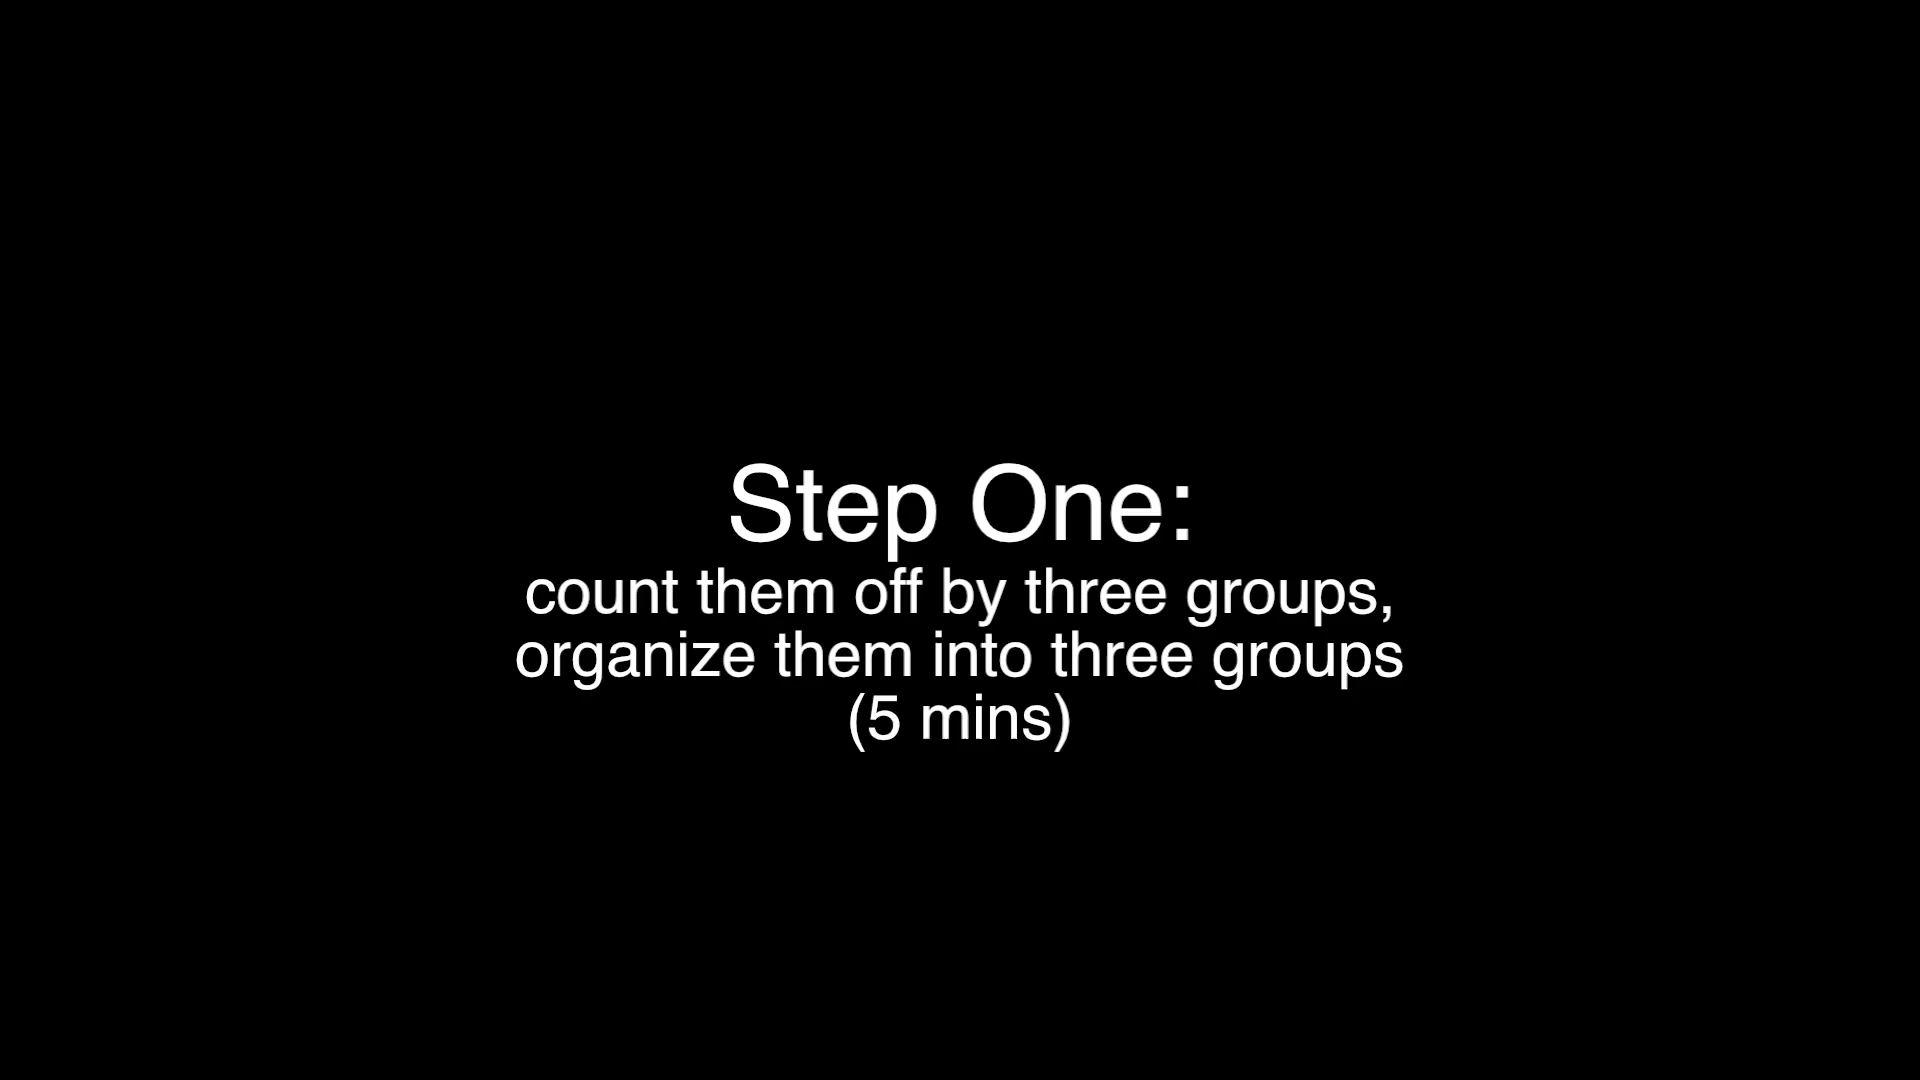 Step One:
count them off by three groups,
organize them into three groups
(5 mins)